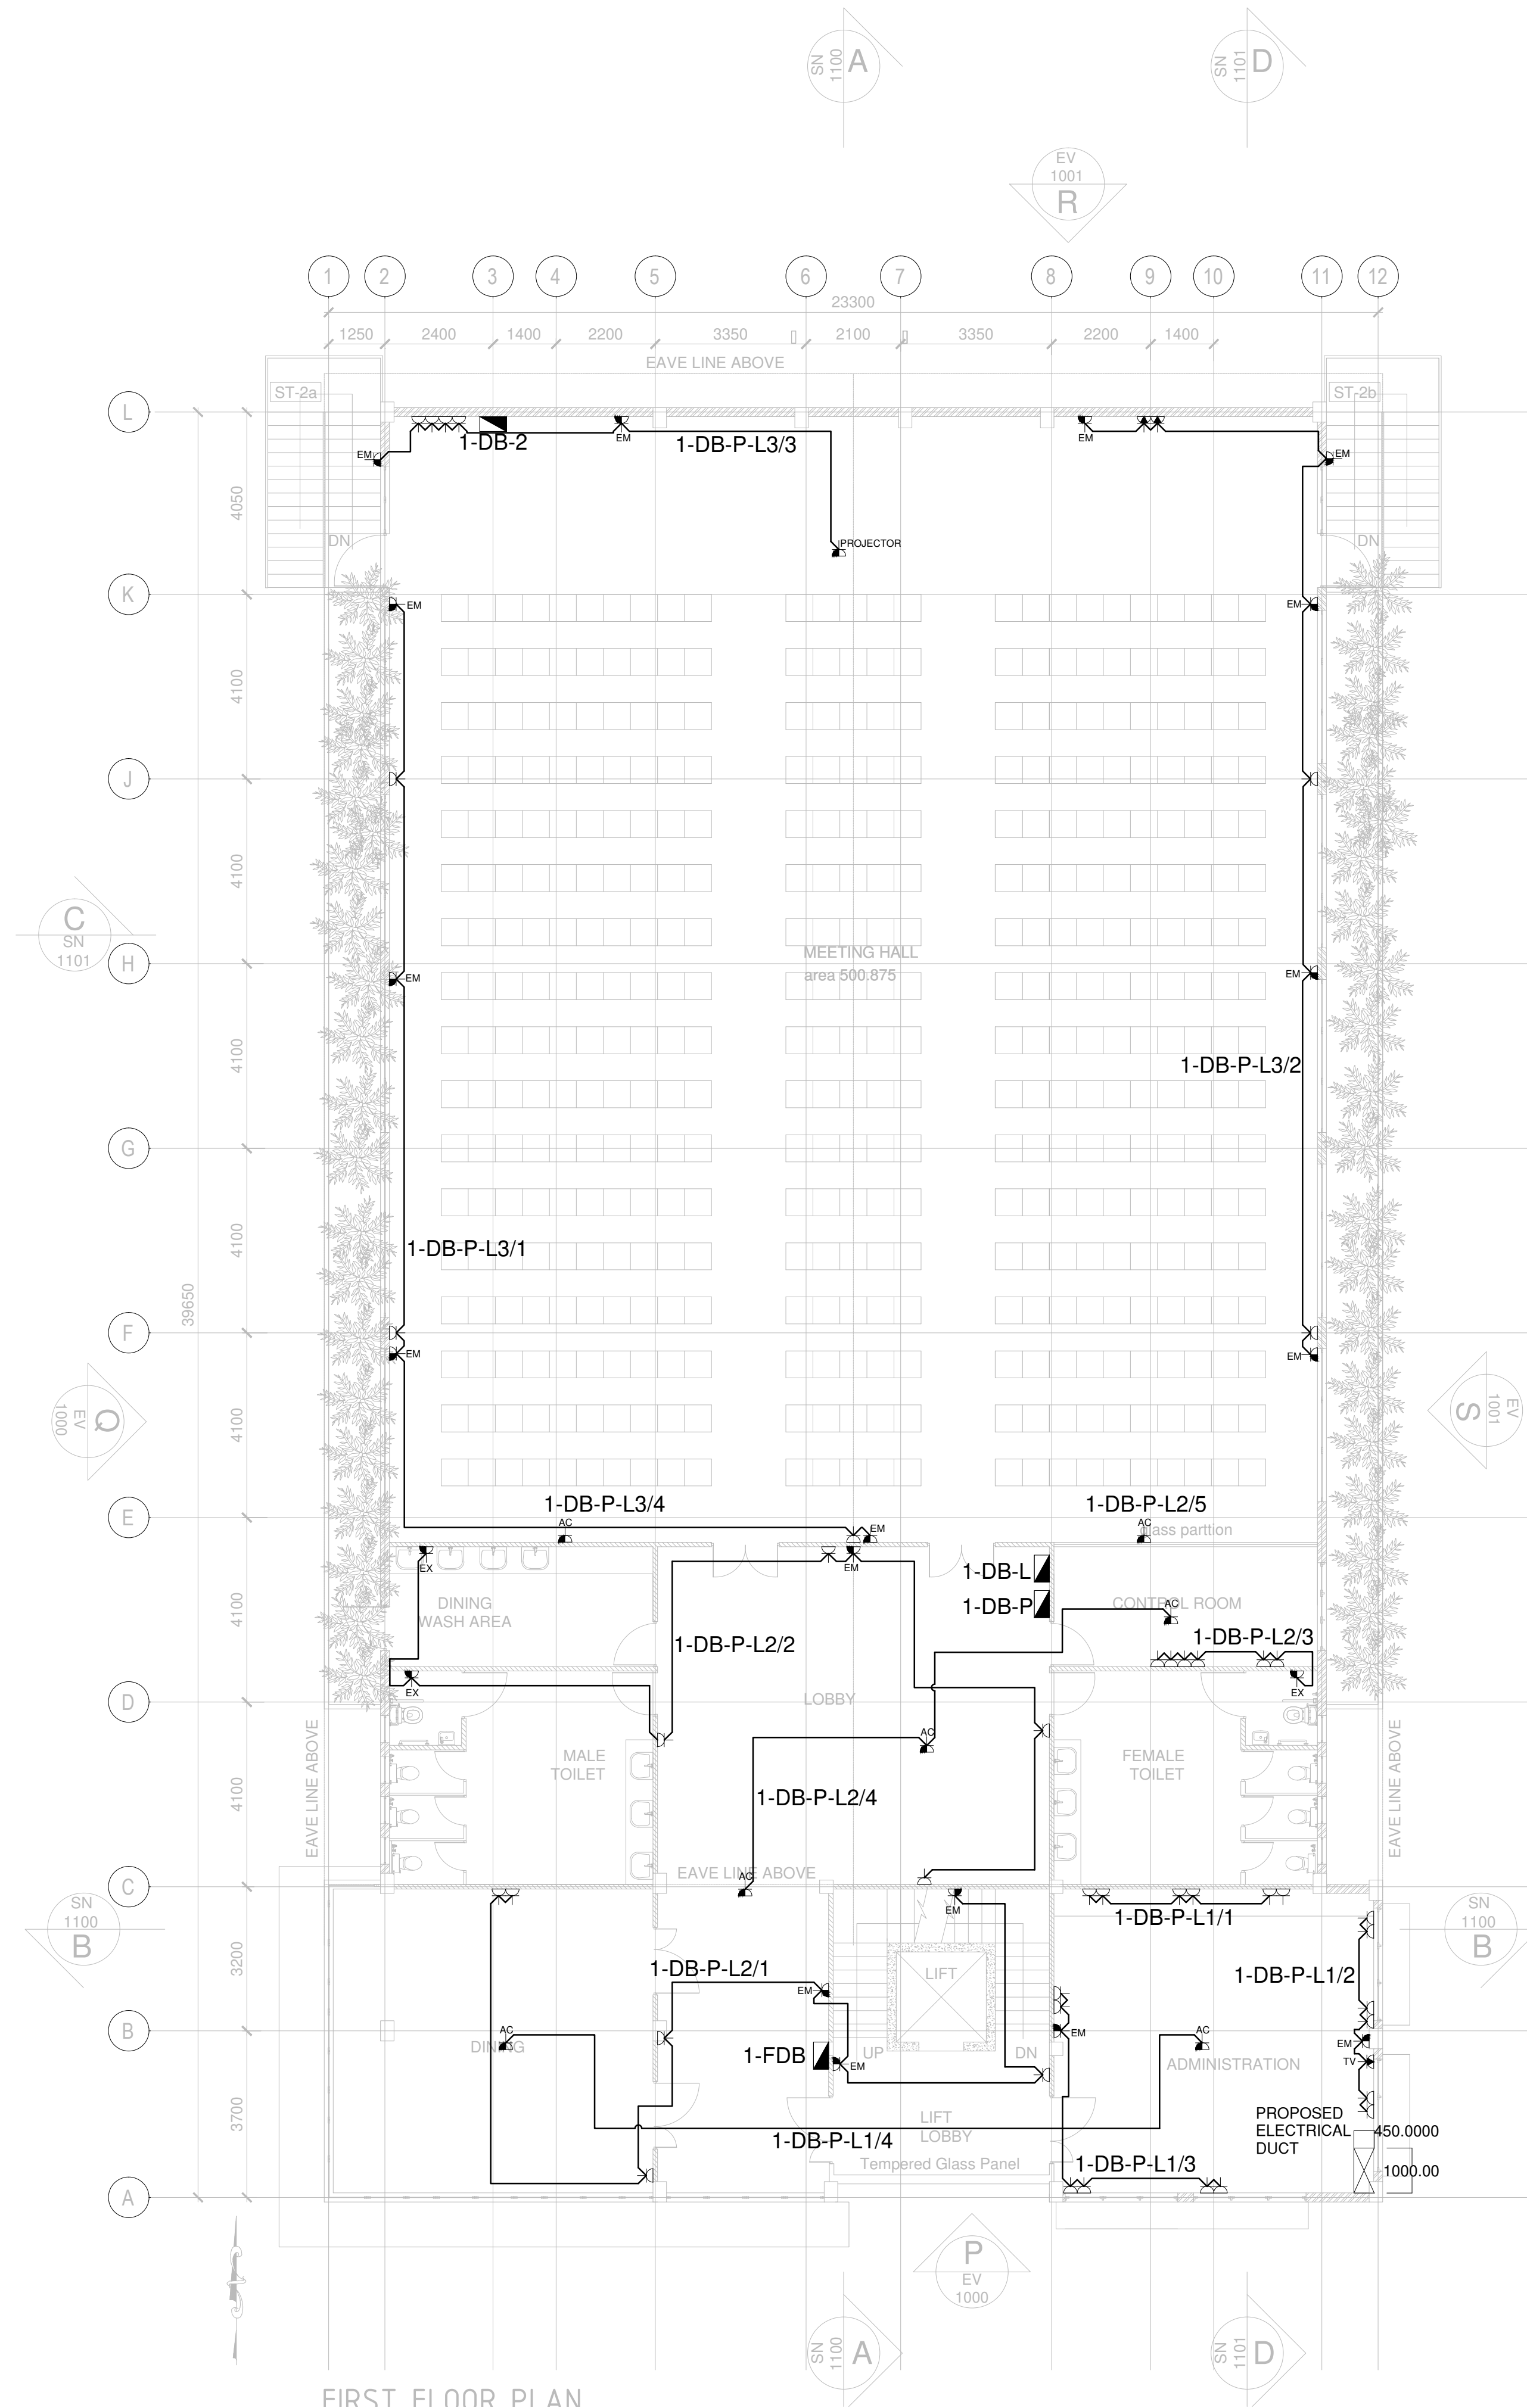 SN
1100
A
SN
1101
D
EV
1001
R
1
2
3
4
5
6
7
8
9
10
11
12
23300
1250
2400
1400
2200
3350
2100
3350
2200
1400
EAVE LINE ABOVE
ST-2a
ST-2b
L
1-DB-2
EM
1-DB-P-L3/3
EM
EM
EM
4050
DN
PROJECTOR
DN
K
EM
EM
4100
J
4100
C
SN
1101
MEETING HALL
area 500.875
H
EM
EM
4100
1-DB-P-L3/2
G
4100
1-DB-P-L3/1
39650
F
EM
EM
Q
EV
1000
4100
S
EV
1001
1-DB-P-L3/4
1-DB-P-L2/5
E
AC
EM
AC
glass parttion
EX
EM
1-DB-L
4100
DINING
WASH AREA
1-DB-P
CONTROL ROOM
AC
1-DB-P-L2/2
1-DB-P-L2/3
EX
EX
D
LOBBY
AC
EAVE LINE ABOVE
MALE
TOILET
FEMALE
TOILET
EAVE LINE ABOVE
4100
1-DB-P-L2/4
EAVE LINE ABOVE
AC
C
SN
1100
B
EM
1-DB-P-L1/1
SN
1100
B
3200
1-DB-P-L2/1
LIFT
1-DB-P-L1/2
EM
B
AC
DINING
EM
AC
EM
1-FDB
EM
UP
DN
ADMINISTRATION
TV
3700
LIFT
LOBBY
PROPOSED
ELECTRICAL
DUCT
450.0000
1-DB-P-L1/4
Tempered Glass Panel
1-DB-P-L1/3
1000.00
A
P
EV
1000
SN
1100
A
SN
1101
D
FIRST FLOOR PLAN